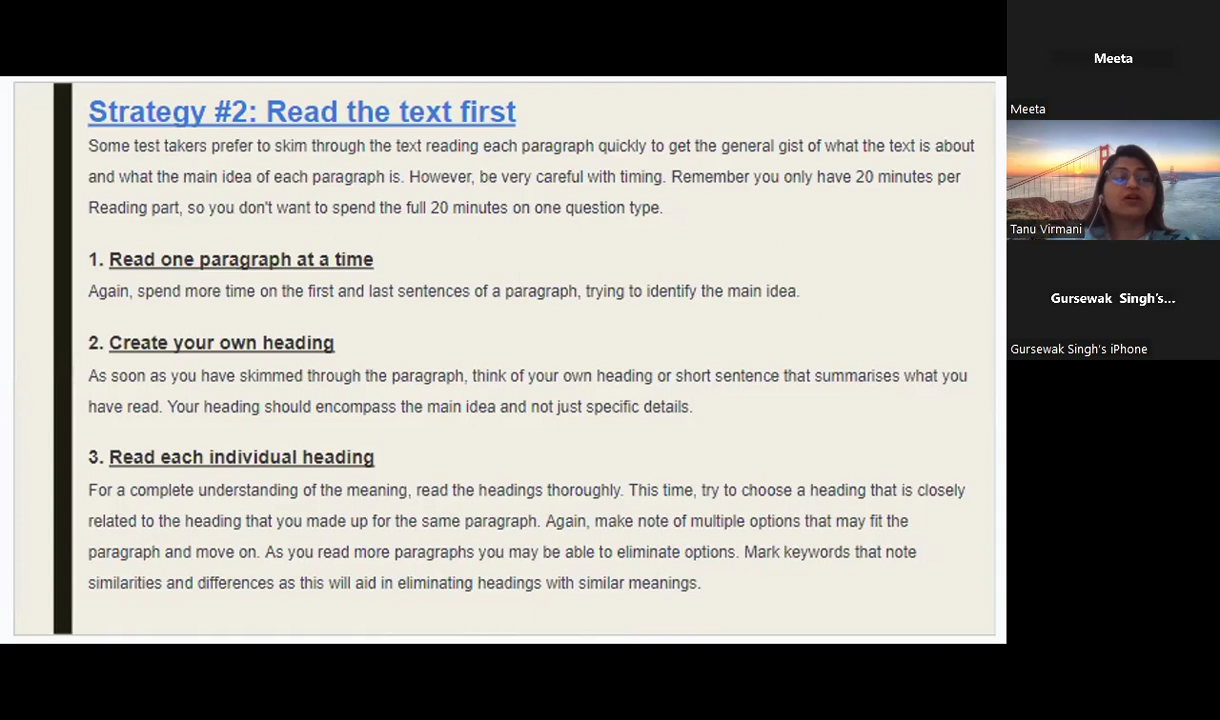 Strategy #2: Read the text first
Some test takers prefer to skim through the text reading each paragraph quickly to get the general gist of what the text is about
and what the main idea of each paragraph is. However, be very careful with timing. Remember you only have 20 minutes per
Reading part, so you don't want to spend the full 20 minutes on one question type.
1. Read one paragraph at a time
Again, spend more time on the first and last sentences of a paragraph, trying to identify the main idea.
2. Create your own heading
As soon as you have skimmed through the paragraph, think of your own heading or short sentence that summarises what you
have read. Your heading should encompass the main idea and not just specific details.
3. Read each individual heading
For a complete understanding of the meaning, read the headings thoroughly. This time, try to choose a heading that is closely
related to the heading that you made up for the same paragraph. Again, make note of multiple options that may fit the
paragraph and move on. As you read more paragraphs you may be able to eliminate options. Mark keywords that note
similarities and differences as this will aid in eliminating headings with similar meanings.
Meeta
Meeta
Tanu Virmani
Gursewak Singh's...
Gursewak Singh's iPhone